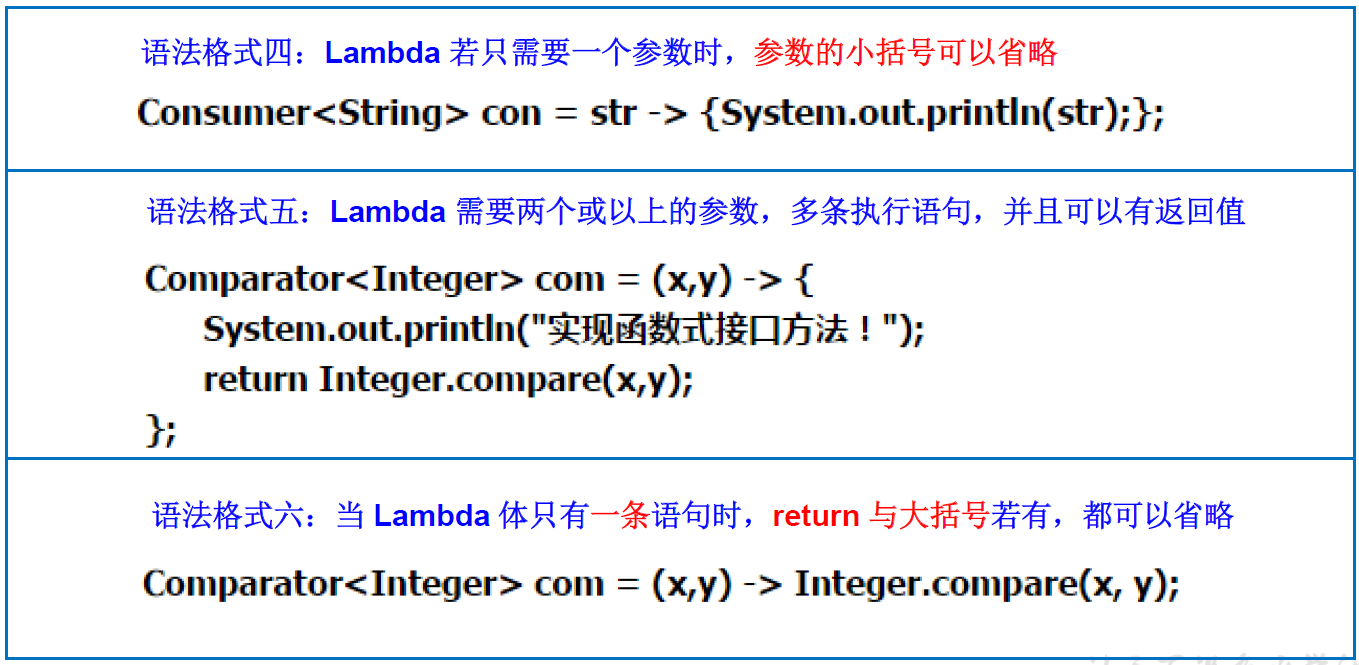 语法格式四：Lambda 若只需要一个参数时，参数的小括号可以省略
Consumer<String> con = str -> {System.out.println(str);};
语法格式五：Lambda 需要两个或以上的参数，多条执行语句，并且可以有返回值
Comparator<Integer> com = (x,y) -> {
System.out.println("实现函数式接口方法！");
return Integer.compare(x,y);
};
语法格式六：当 Lambda 体只有一条语句时，return 与大括号若有，都可以省略
Comparator<Integer> com = (x,y) -> Integer.compare(x, y);